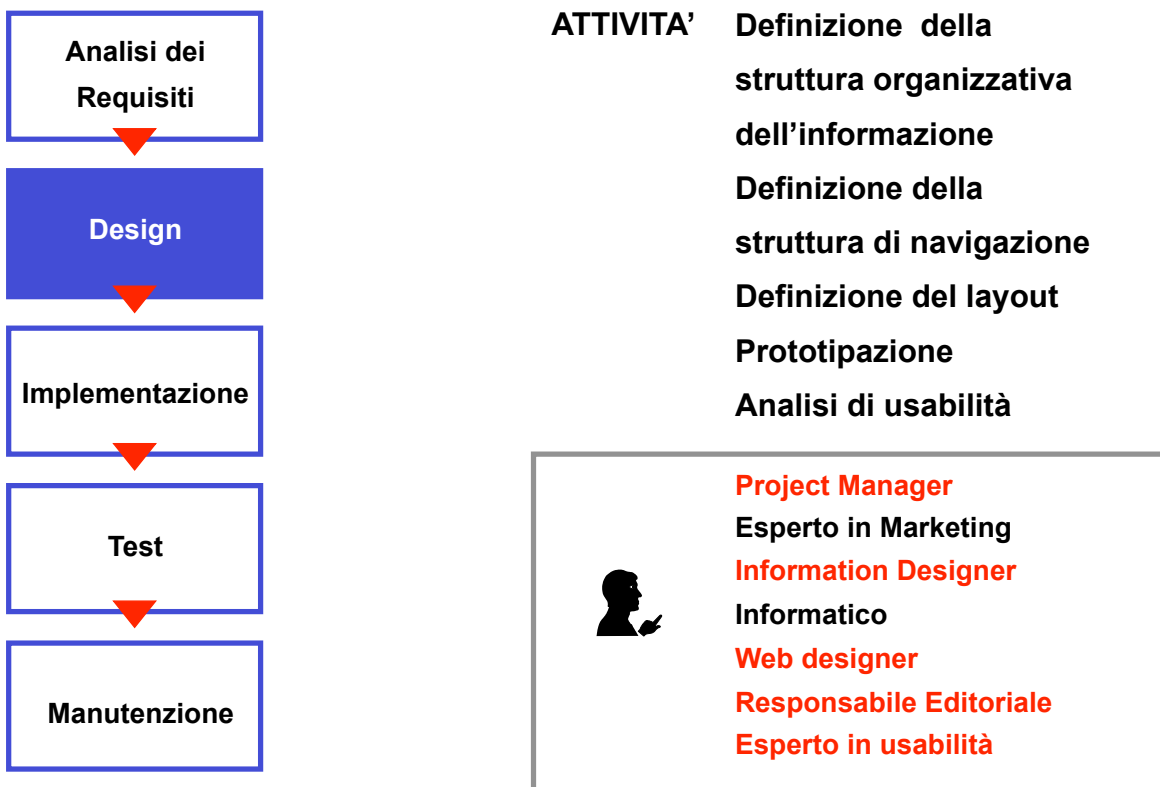 Analisi dei
Requisiti
Design
Implementazione
Test
Manutenzione
ATTIVITA’
Definizione della
struttura organizzativa
dell’informazione
Definizione della
struttura di navigazione
Definizione del layout
Prototipazione
Analisi di usabilità
Project Manager
Esperto in Marketing
Information Designer
Informatico
Web designer
Responsabile Editoriale
Esperto in usabilità